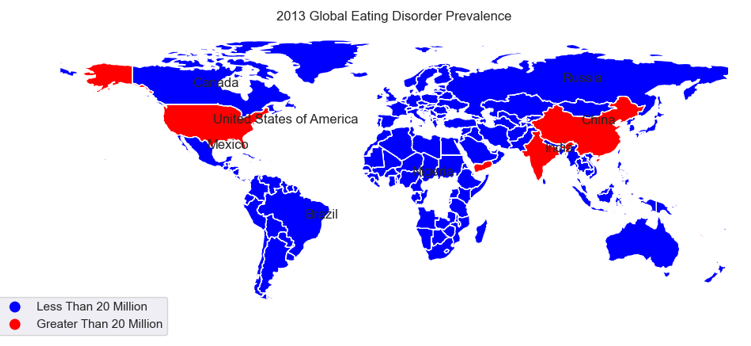 2013 Global Eating Disorder Prevalence
Russia
Canada
United States of America
China
Mexico
India
Brazil
Less Than 20 Million
Greater Than 20 Million